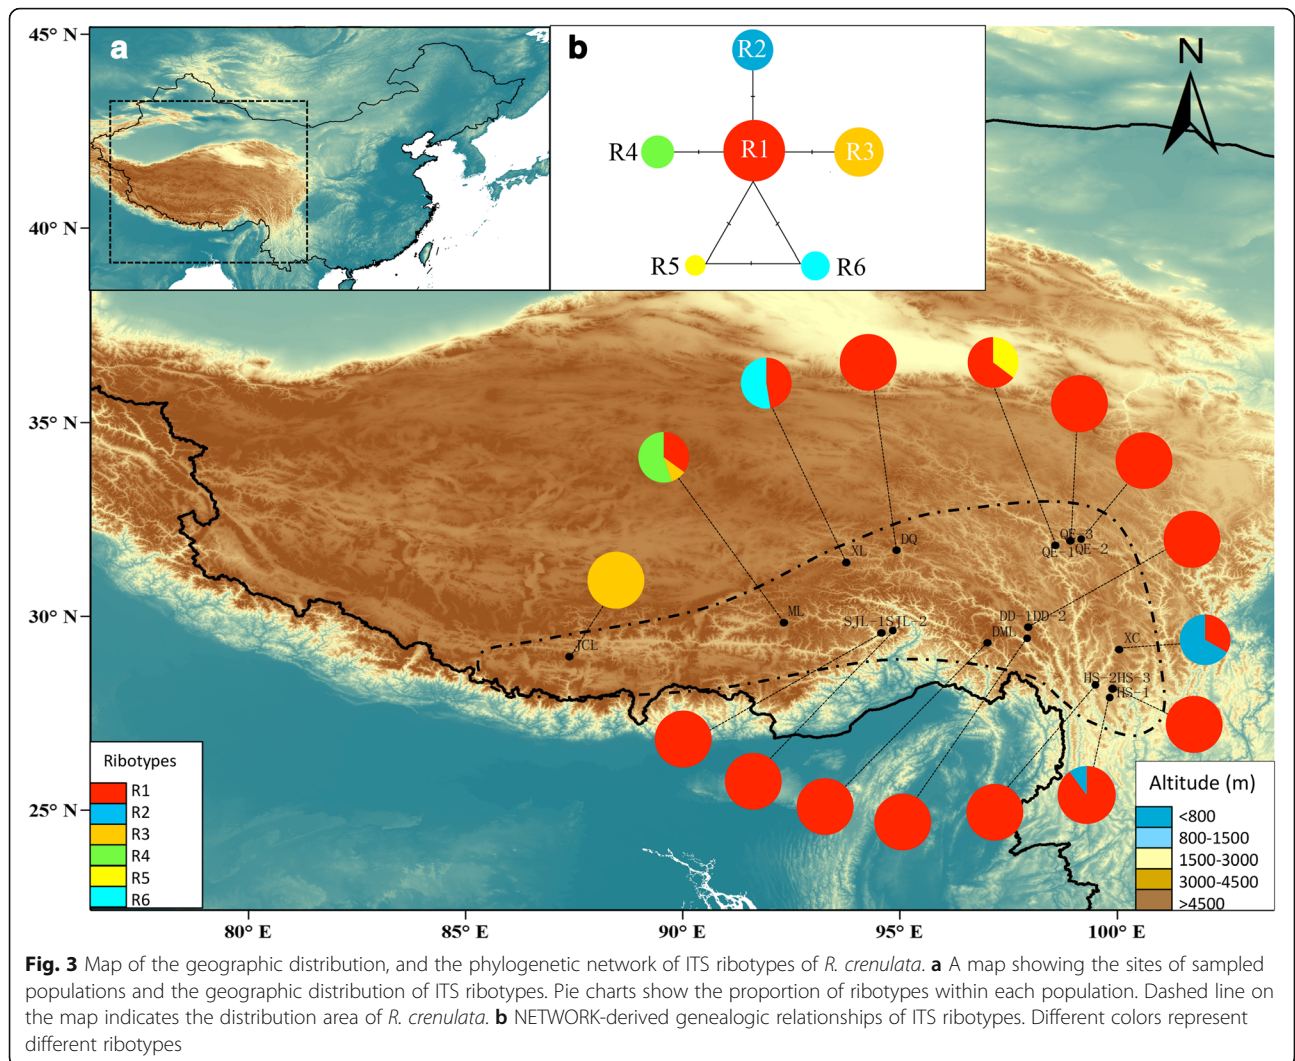 45° N
40° N
35° N
30° N
25° N
a
b
R2
R4
R1
R3
R5
R6
N
XL
DQ
QE-3
QE-1
QE-2
ML
SJL-1
SJL-2
DD-1
DD-2
DML
JCL
XC
HS-2
HS-3
HS-1
Ribotypes
R1
R2
R3
R4
R5
R6
Altitude (m)
<800
800-1500
1500-3000
3000-4500
>4500
80° E
85° E
90° E
95° E
100° E
Fig. 3 Map of the geographic distribution, and the phylogenetic network of ITS ribotypes of R. crenulata. a A map showing the sites of sampled
populations and the geographic distribution of ITS ribotypes. Pie charts show the proportion of ribotypes within each population. Dashed line on
the map indicates the distribution area of R. crenulata. b NETWORK-derived genealogic relationships of ITS ribotypes. Different colors represent
different ribotypes